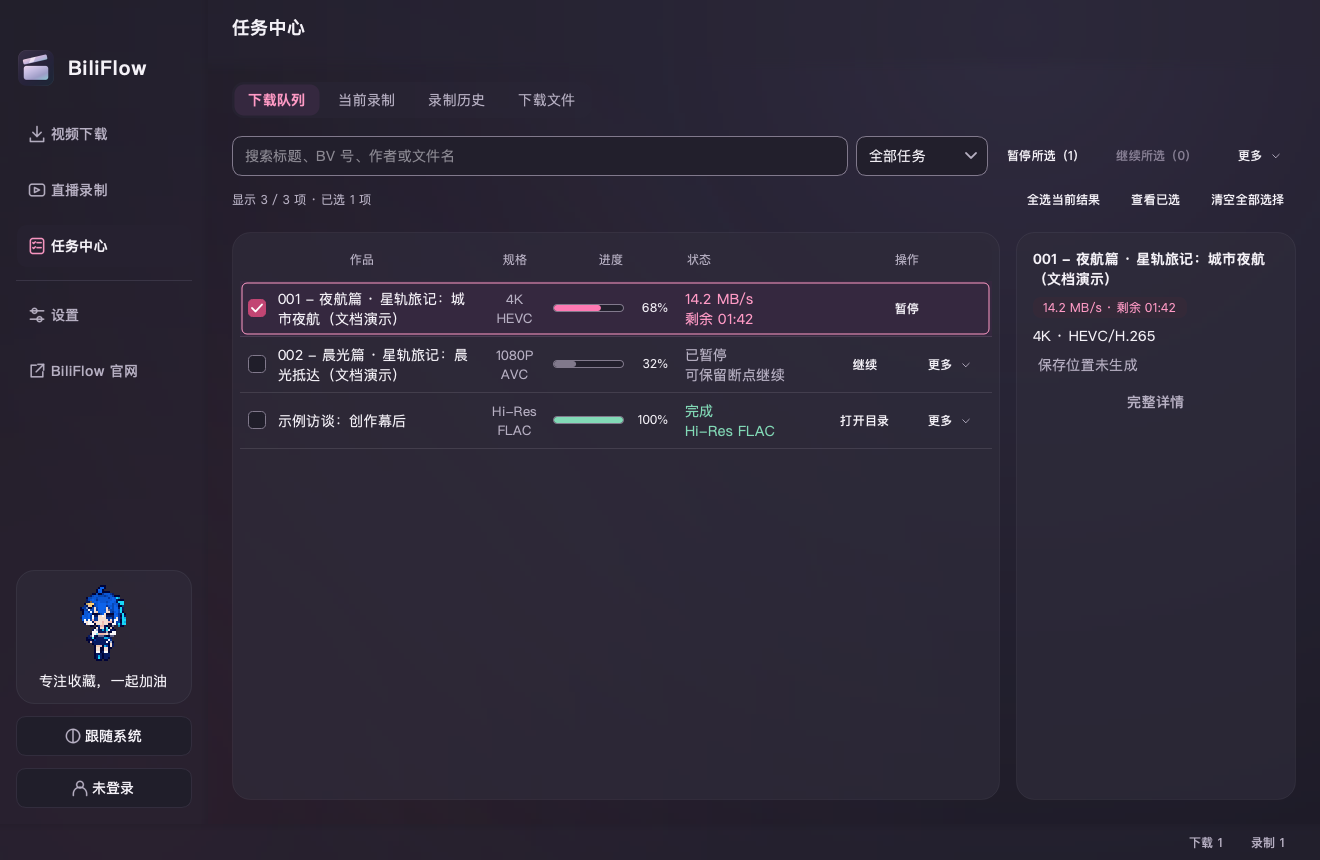 任务中心
BiliFlow
视频下载
直播录制
任务中心
设置
BiliFlow 官网
专注收藏，一起加油
跟随系统
未登录
下载队列 当前录制 录制历史 下载文件
搜索标题、BV 号、作者或文件名 全部任务 暂停所选（1） 继续所选（0） 更多
显示 3 / 3 项 · 已选 1 项 全选当前结果 查看已选 清空全部选择
作品 规格 进度 状态 操作
001 – 夜航篇 · 星轨旅记：城
市夜航（文档演示）
4K
HEVC
68%
14.2 MB/s
剩余 01:42
暂停
002 – 晨光篇 · 星轨旅记：晨
光抵达（文档演示）
1080P
AVC
32%
已暂停
可保留断点继续
继续 更多
示例访谈：创作幕后
Hi-Res
FLAC
100%
完成
Hi-Res FLAC
打开目录 更多
001 – 夜航篇 · 星轨旅记：城市夜航
（文档演示）
14.2 MB/s · 剩余 01:42
4K · HEVC/H.265
保存位置未生成
完整详情
下载 1 录制 1